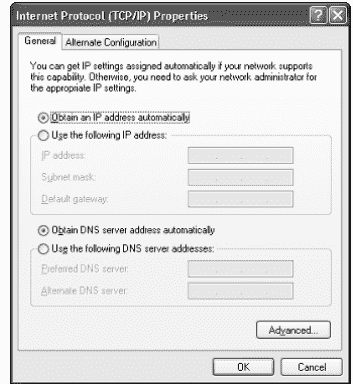 Internet Protocol (TCP/IP) Properties
General
Alternate Configuration
You can get IP settings assigned automatically if your network supports
this capability. Otherwise, you need to ask your network administrator for
the appropriate IP settings.
Obtain an IP address automatically
Use the following IP address:
IP address:
Subnet mask:
Default gateway:
Obtain DNS server address automatically
Use the following DNS server addresses:
Preferred DNS server:
Alternate DNS server:
Advanced...
OK
Cancel